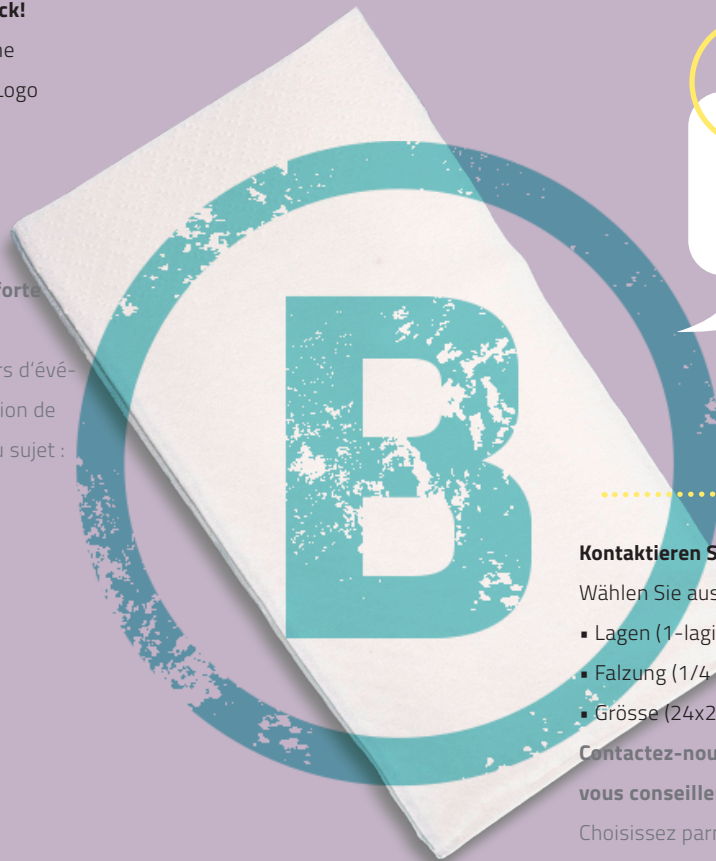 ck!
ne
Logo
forte
rs d’évé-
ion de
u sujet :
B
Kontaktieren S
Wählen Sie aus
▪ Lagen (1-lagi
▪ Falzung (1/4
▪ Grösse (24x2
Contactez-nou
vous conseille
Choisissez parm